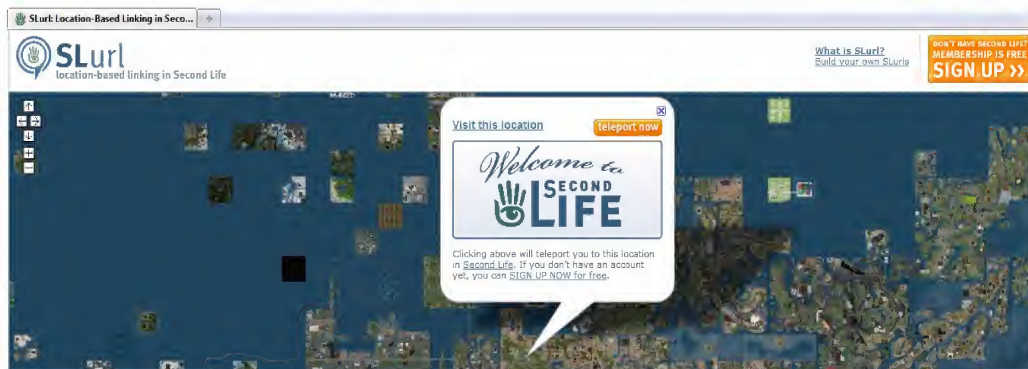 SLurl: Location-Based Linking in Seco...
SLurl
location-based linking in Second Life
What is SLurl?
Build your own SLurls
DON'T HAVE SECOND LIFE?
MEMBERSHIP IS FREE
SIGN UP >>
Visit this location
teleport now
Welcome to
SECOND
LIFE
Clicking above will teleport you to this location
in Second Life. If you don't have an account
yet, you can SIGN UP NOW for free.